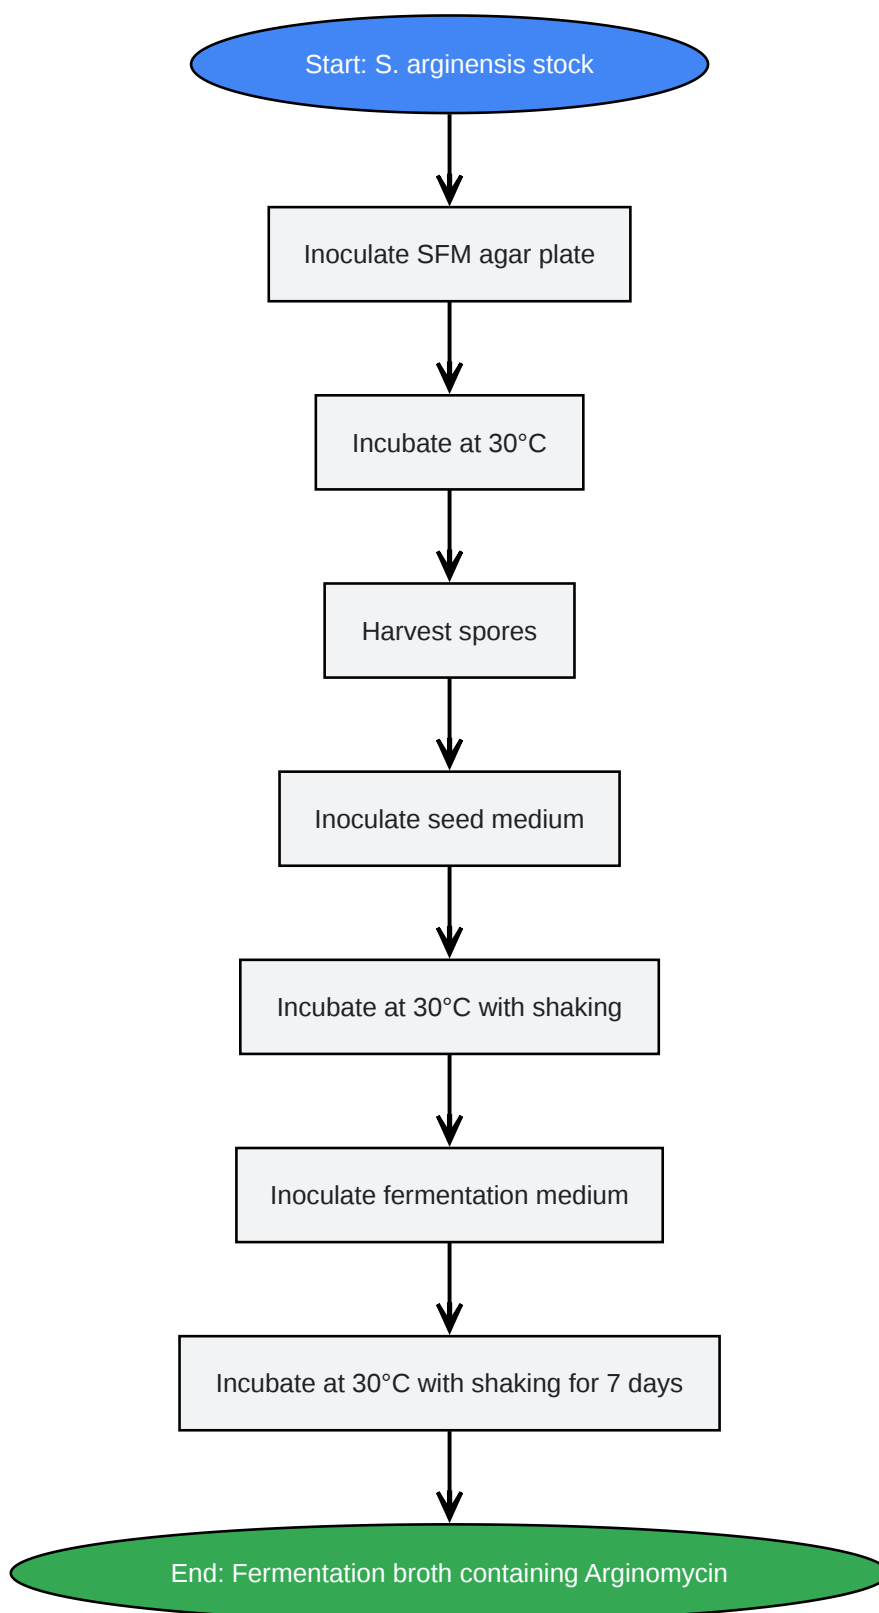 Start: S. arginensis stock
Inoculate SFM agar plate
Incubate at 30°C
Harvest spores
Inoculate seed medium
Incubate at 30°C with shaking
Inoculate fermentation medium
Incubate at 30°C with shaking for 7 days
End: Fermentation broth containing Arginomycin